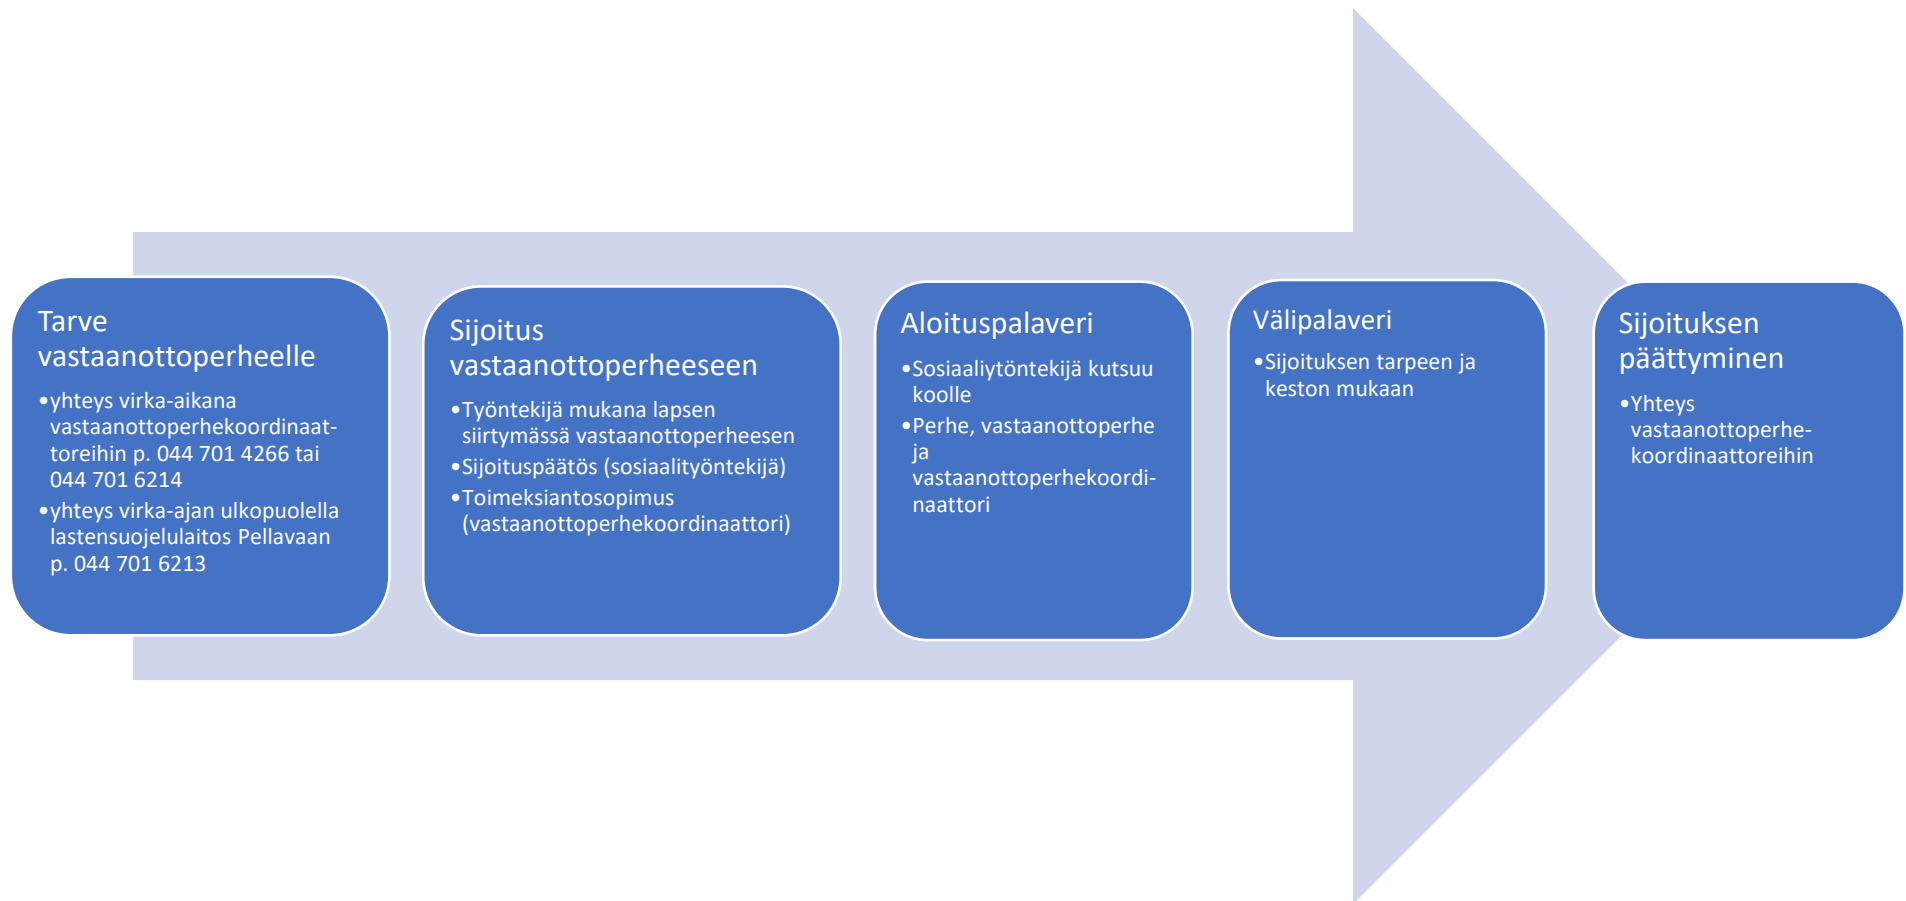 Tarve
vastaanottoperheelle
•yhteys virka-aikana
vastaanottoperhekoordinaat-
toreihin p. 044 701 4266 tai
044 701 6214
•yhteys virka-ajan ulkopuolella
lastensuojelulaitos Pellavaan
p. 044 701 6213
Sijoitus
vastaanottoperheeseen
•Työntekijä mukana lapsen
siirtymässä vastaanottoperheesen
•Sijoituspäätös (sosiaalityöntekijä)
•Toimeksiantosopimus
(vastaanottoperhekoordinaattori)
Aloituspalaveri
•Sosiaaliytöntekijä kutsuu
koolle
•Perhe, vastaanottoperhe
ja
vastaanottoperhekoordi-
naattori
Välipalaveri
•Sijoituksen tarpeen ja
keston mukaan
Sijoituksen
päättyminen
•Yhteys
vastaanottoperhe-
koordinaattoreihin